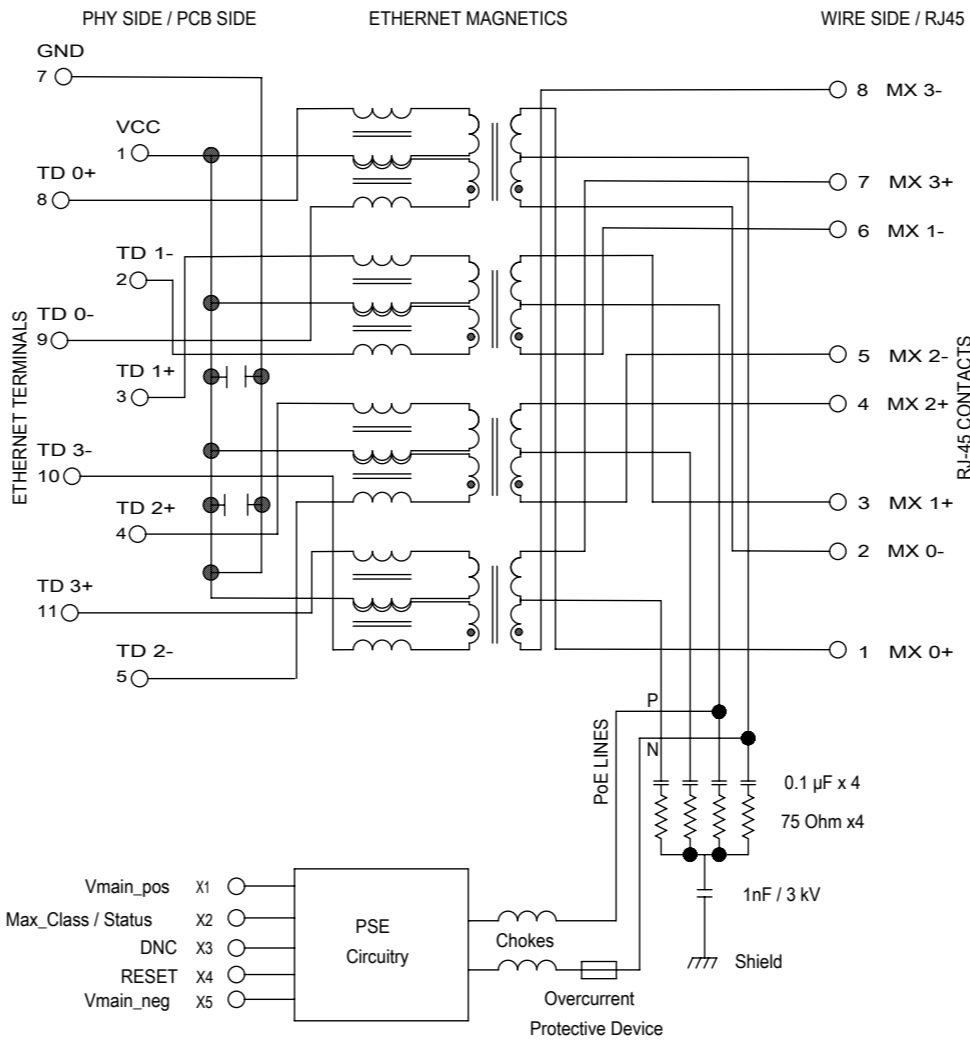 PHY SIDE / PCB SIDE
ETHERNET MAGNETICS
WIRE SIDE / RJ45
GND
7
8 MX 3-
VCC
1
TD 0+
8
7 MX 3+
6 MX 1-
TD 1-
2
TD 0-
9
5 MX 2-
TD 1+
3
4 MX 2+
ETHERNET TERMINALS
RJ-45 CONTACTS
TD 3-
10
3 MX 1+
TD 2+
4
2 MX 0-
TD 3+
11
TD 2-
5
1 MX 0+
P
N
PoE LINES
0.1 µF x 4
75 Ohm x4
1nF / 3 kV
Shield
Vmain_pos X1
Max_Class / Status X2
DNC X3
RESET X4
Vmain_neg X5
PSE
Circuitry
Chokes
Overcurrent
Protective Device